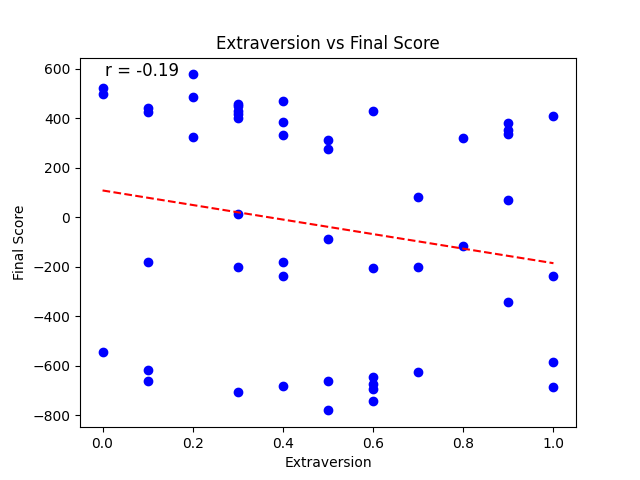 Extraversion vs Final Score
r = -0.19
600
400
200
0
−200
−400
−600
−800
Final Score
0.0 0.2 0.4 0.6 0.8 1.0
Extraversion